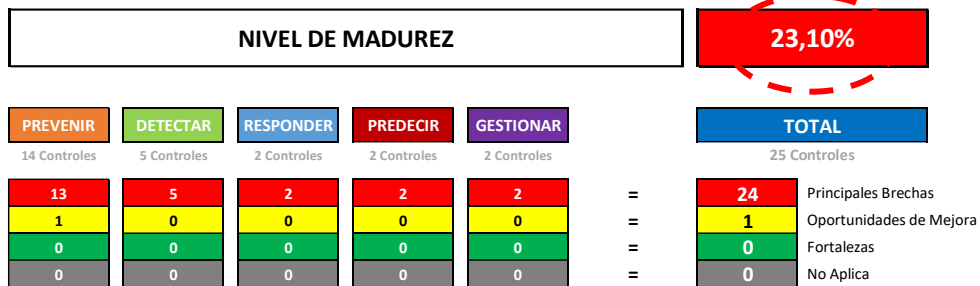 NIVEL DE MADUREZ 23,10%
PREVENIR DETECTAR RESPONDER PREDECIR GESTIONAR TOTAL
14 Controles 5 Controles 2 Controles 2 Controles 2 Controles 25 Controles
13 5 2 2 2 = 24 Principales Brechas
1 0 0 0 0 = 1 Oportunidades de Mejora
0 0 0 0 0 = 0 Fortalezas
0 0 0 0 0 = 0 No Aplica